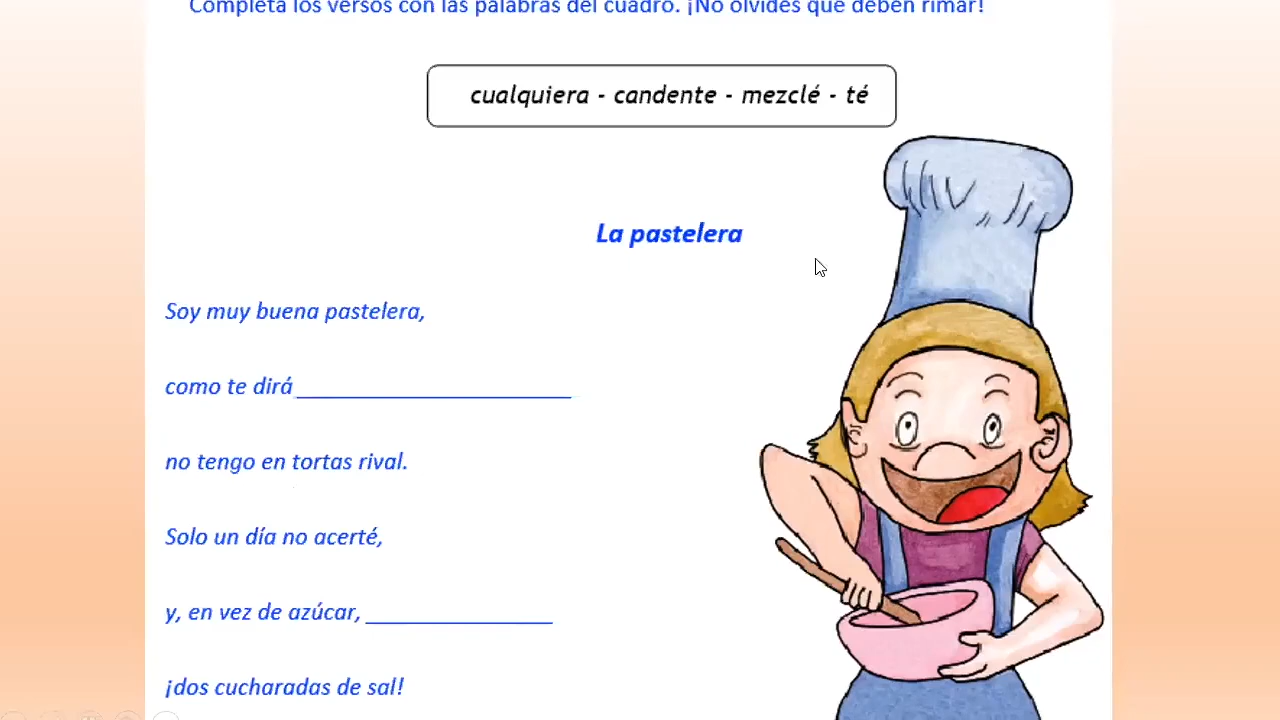 Completa los versos con las palabras del cuadro. ¡No olvides que deben rimar!
cualquiera - candente - mezclé - té
La pastelera
Soy muy buena pastelera,
como te dirá______________________
no tengo en tortas rival.
Solo un día no acerté,
y, en vez de azúcar, _______________
¡dos cucharadas de sal!